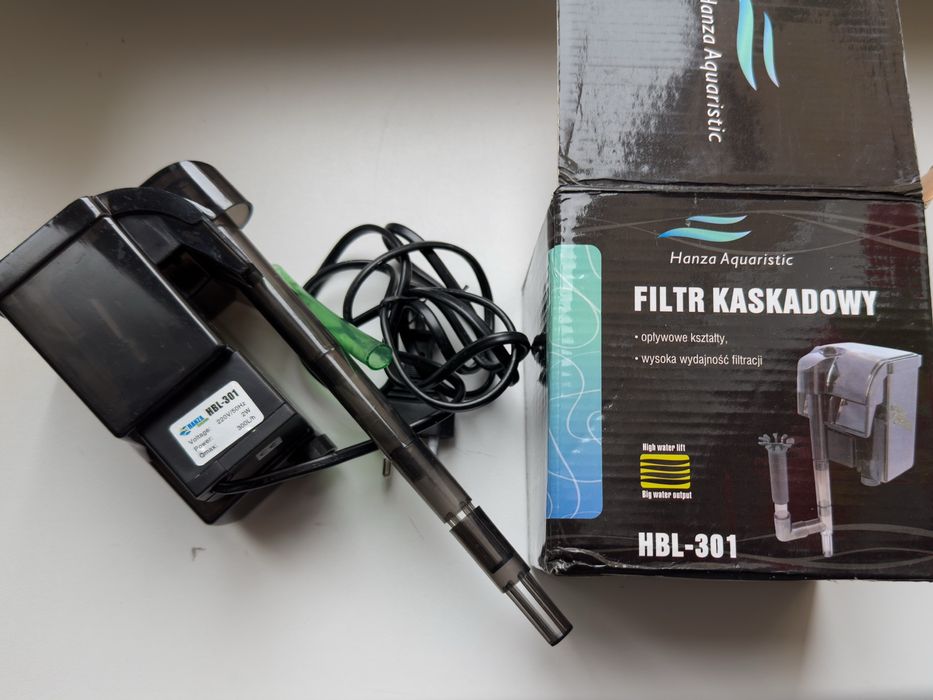 Hanza Aquaristic
Hanza Aquaristic
FILTR KASKADOWY
• opływowe kształty,
• wysoka wydajność filtracji
High water lift
Big water output
HBL-301
HANZA
HBL-301
Voltage: 220V/50Hz
Power: 2W
Qmax: 300L/h